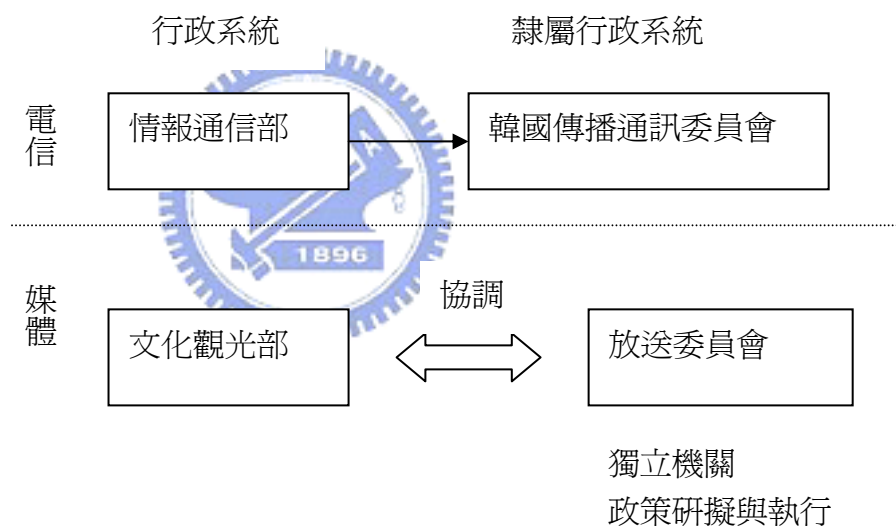 行政系統
隸屬行政系統
電信
情報通信部
韓國傳播通訊委員會
1896
媒體
協調
文化觀光部
放送委員會
獨立機關
政策研擬與執行